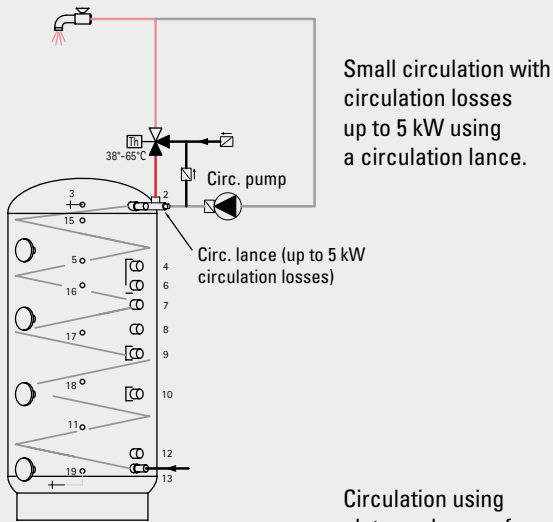 Small circulation with
circulation losses
up to 5 kW using
a circulation lance.
Th
38°-65°C
Circ. pump
3
2
15
Circ. lance (up to 5 kW
circulation losses)
5
4
16
6
7
17
8
9
18
10
11
12
19
13
Circulation using